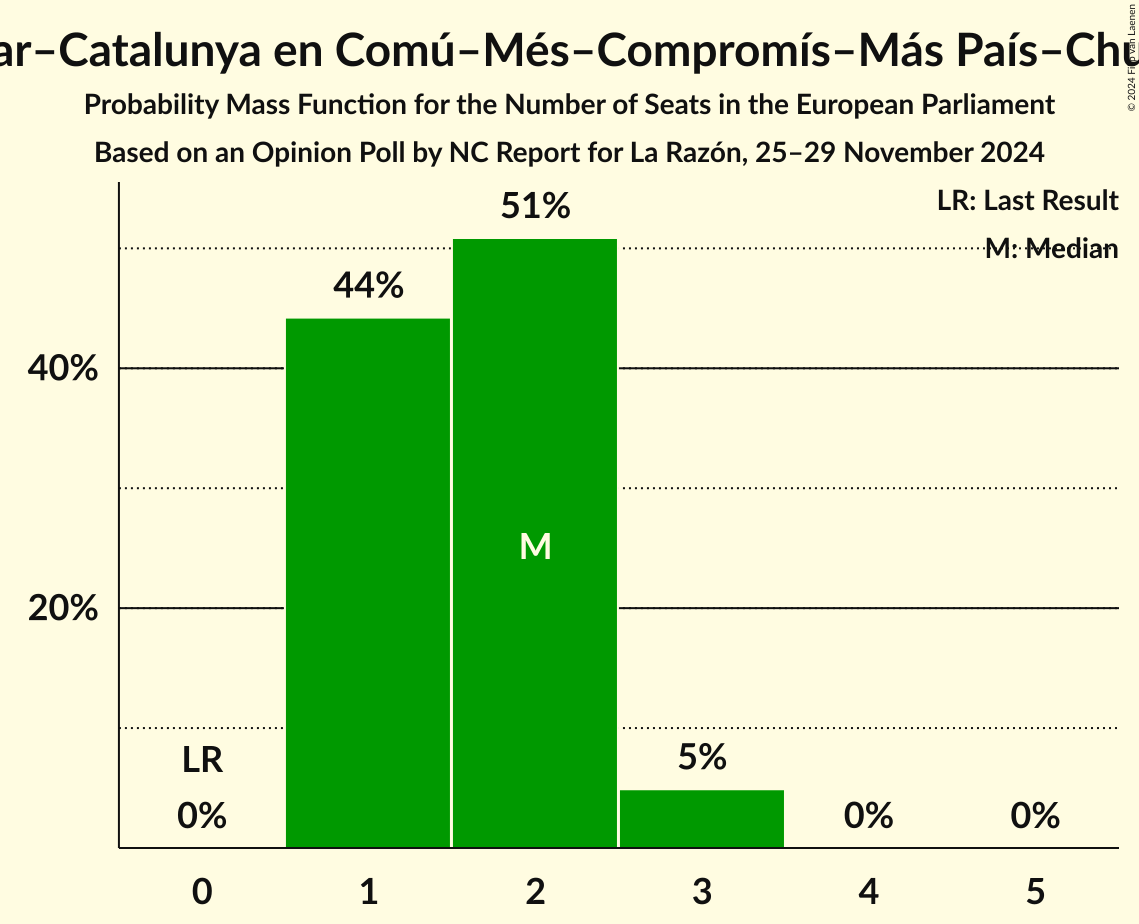 ar–Catalunya en Comú–Més–Compromís–Más País–Chu
© 2024 Filip van Laenen
Probability Mass Function for the Number of Seats in the European Parliament
Based on an Opinion Poll by NC Report for La Razón, 25–29 November 2024
LR: Last Result
M: Median
51%
44%
40%
M
20%
LR
0%
5%
0%
0%
0
1
2
3
4
5